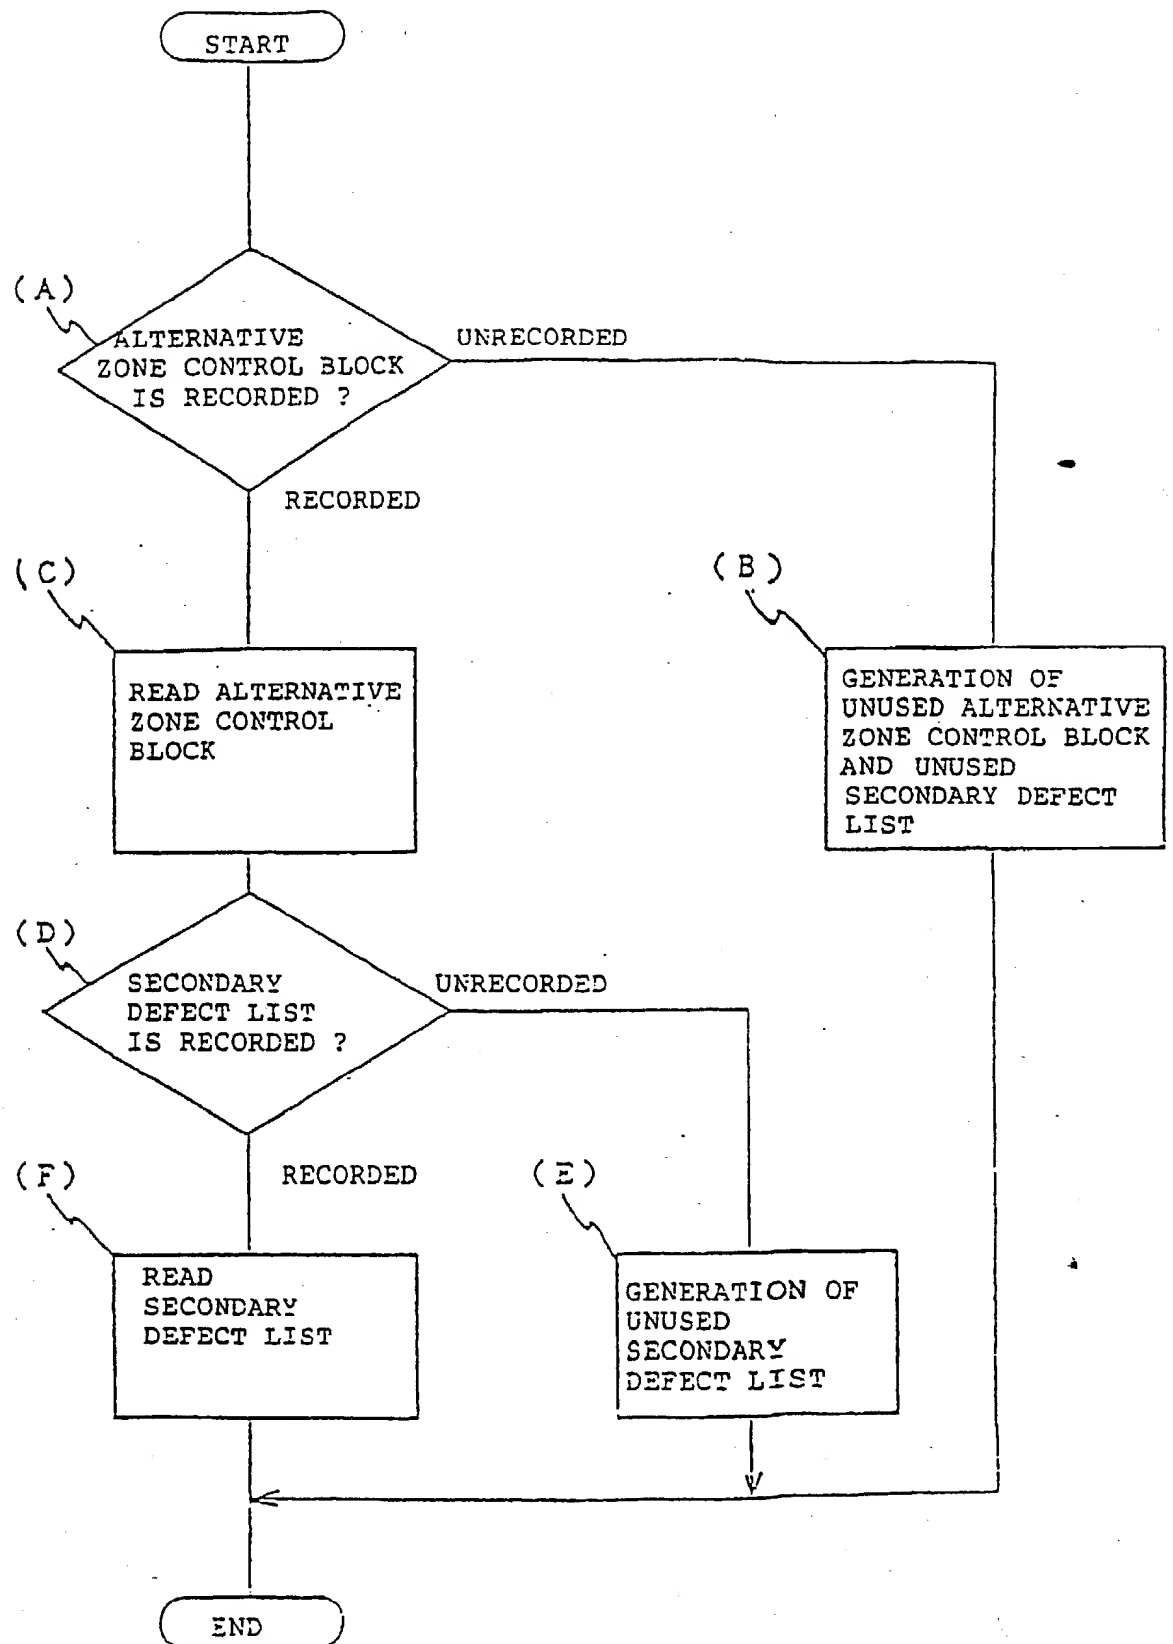 START
(A)
ALTERNATIVE
ZONE CONTROL BLOCK
IS RECORDED ?
UNRECORDED
RECORDED
(C)
READ ALTERNATIVE
ZONE CONTROL
BLOCK
(B)
GENERATION OF
UNUSED ALTERNATIVE
ZONE CONTROL BLOCK
AND UNUSED
SECONDARY DEFECT
LIST
(D)
SECONDARY
DEFECT LIST
IS RECORDED ?
UNRECORDED
RECORDED
(F)
READ
SECONDARY
DEFECT LIST
(E)
GENERATION OF
UNUSED
SECONDARY
DEFECT LIST
END